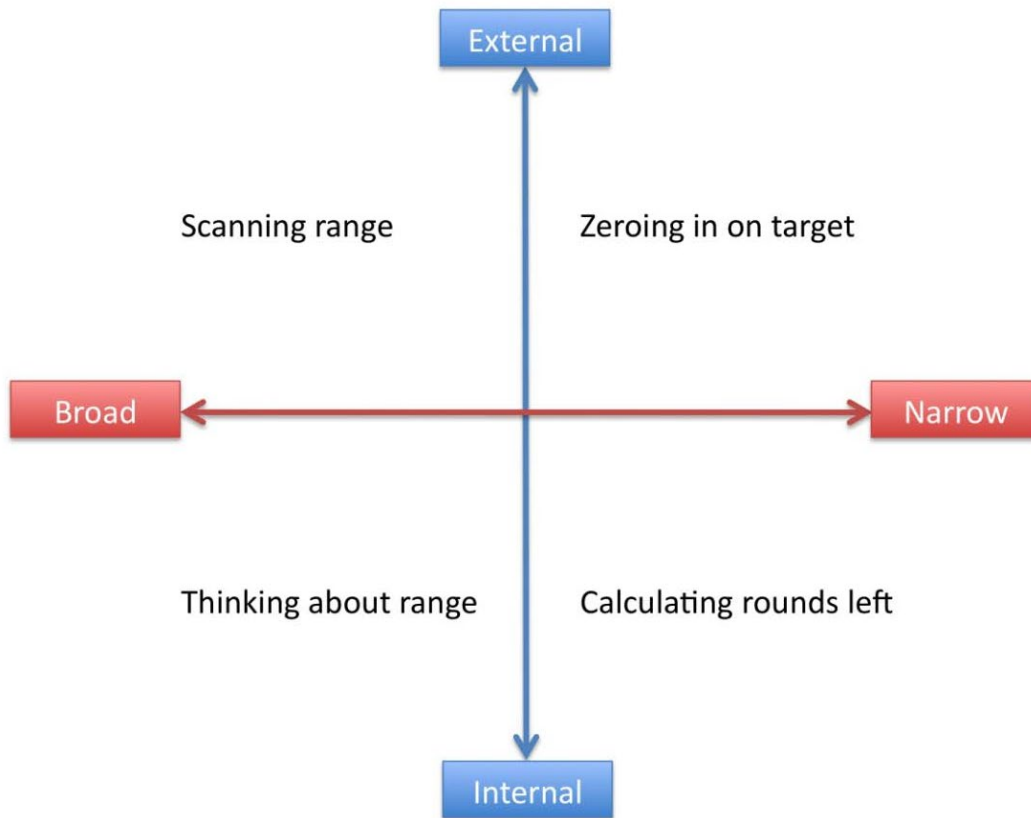 External
Scanning range
Zeroing in on target
Broad
Narrow
Thinking about range
Calculating rounds left
Internal